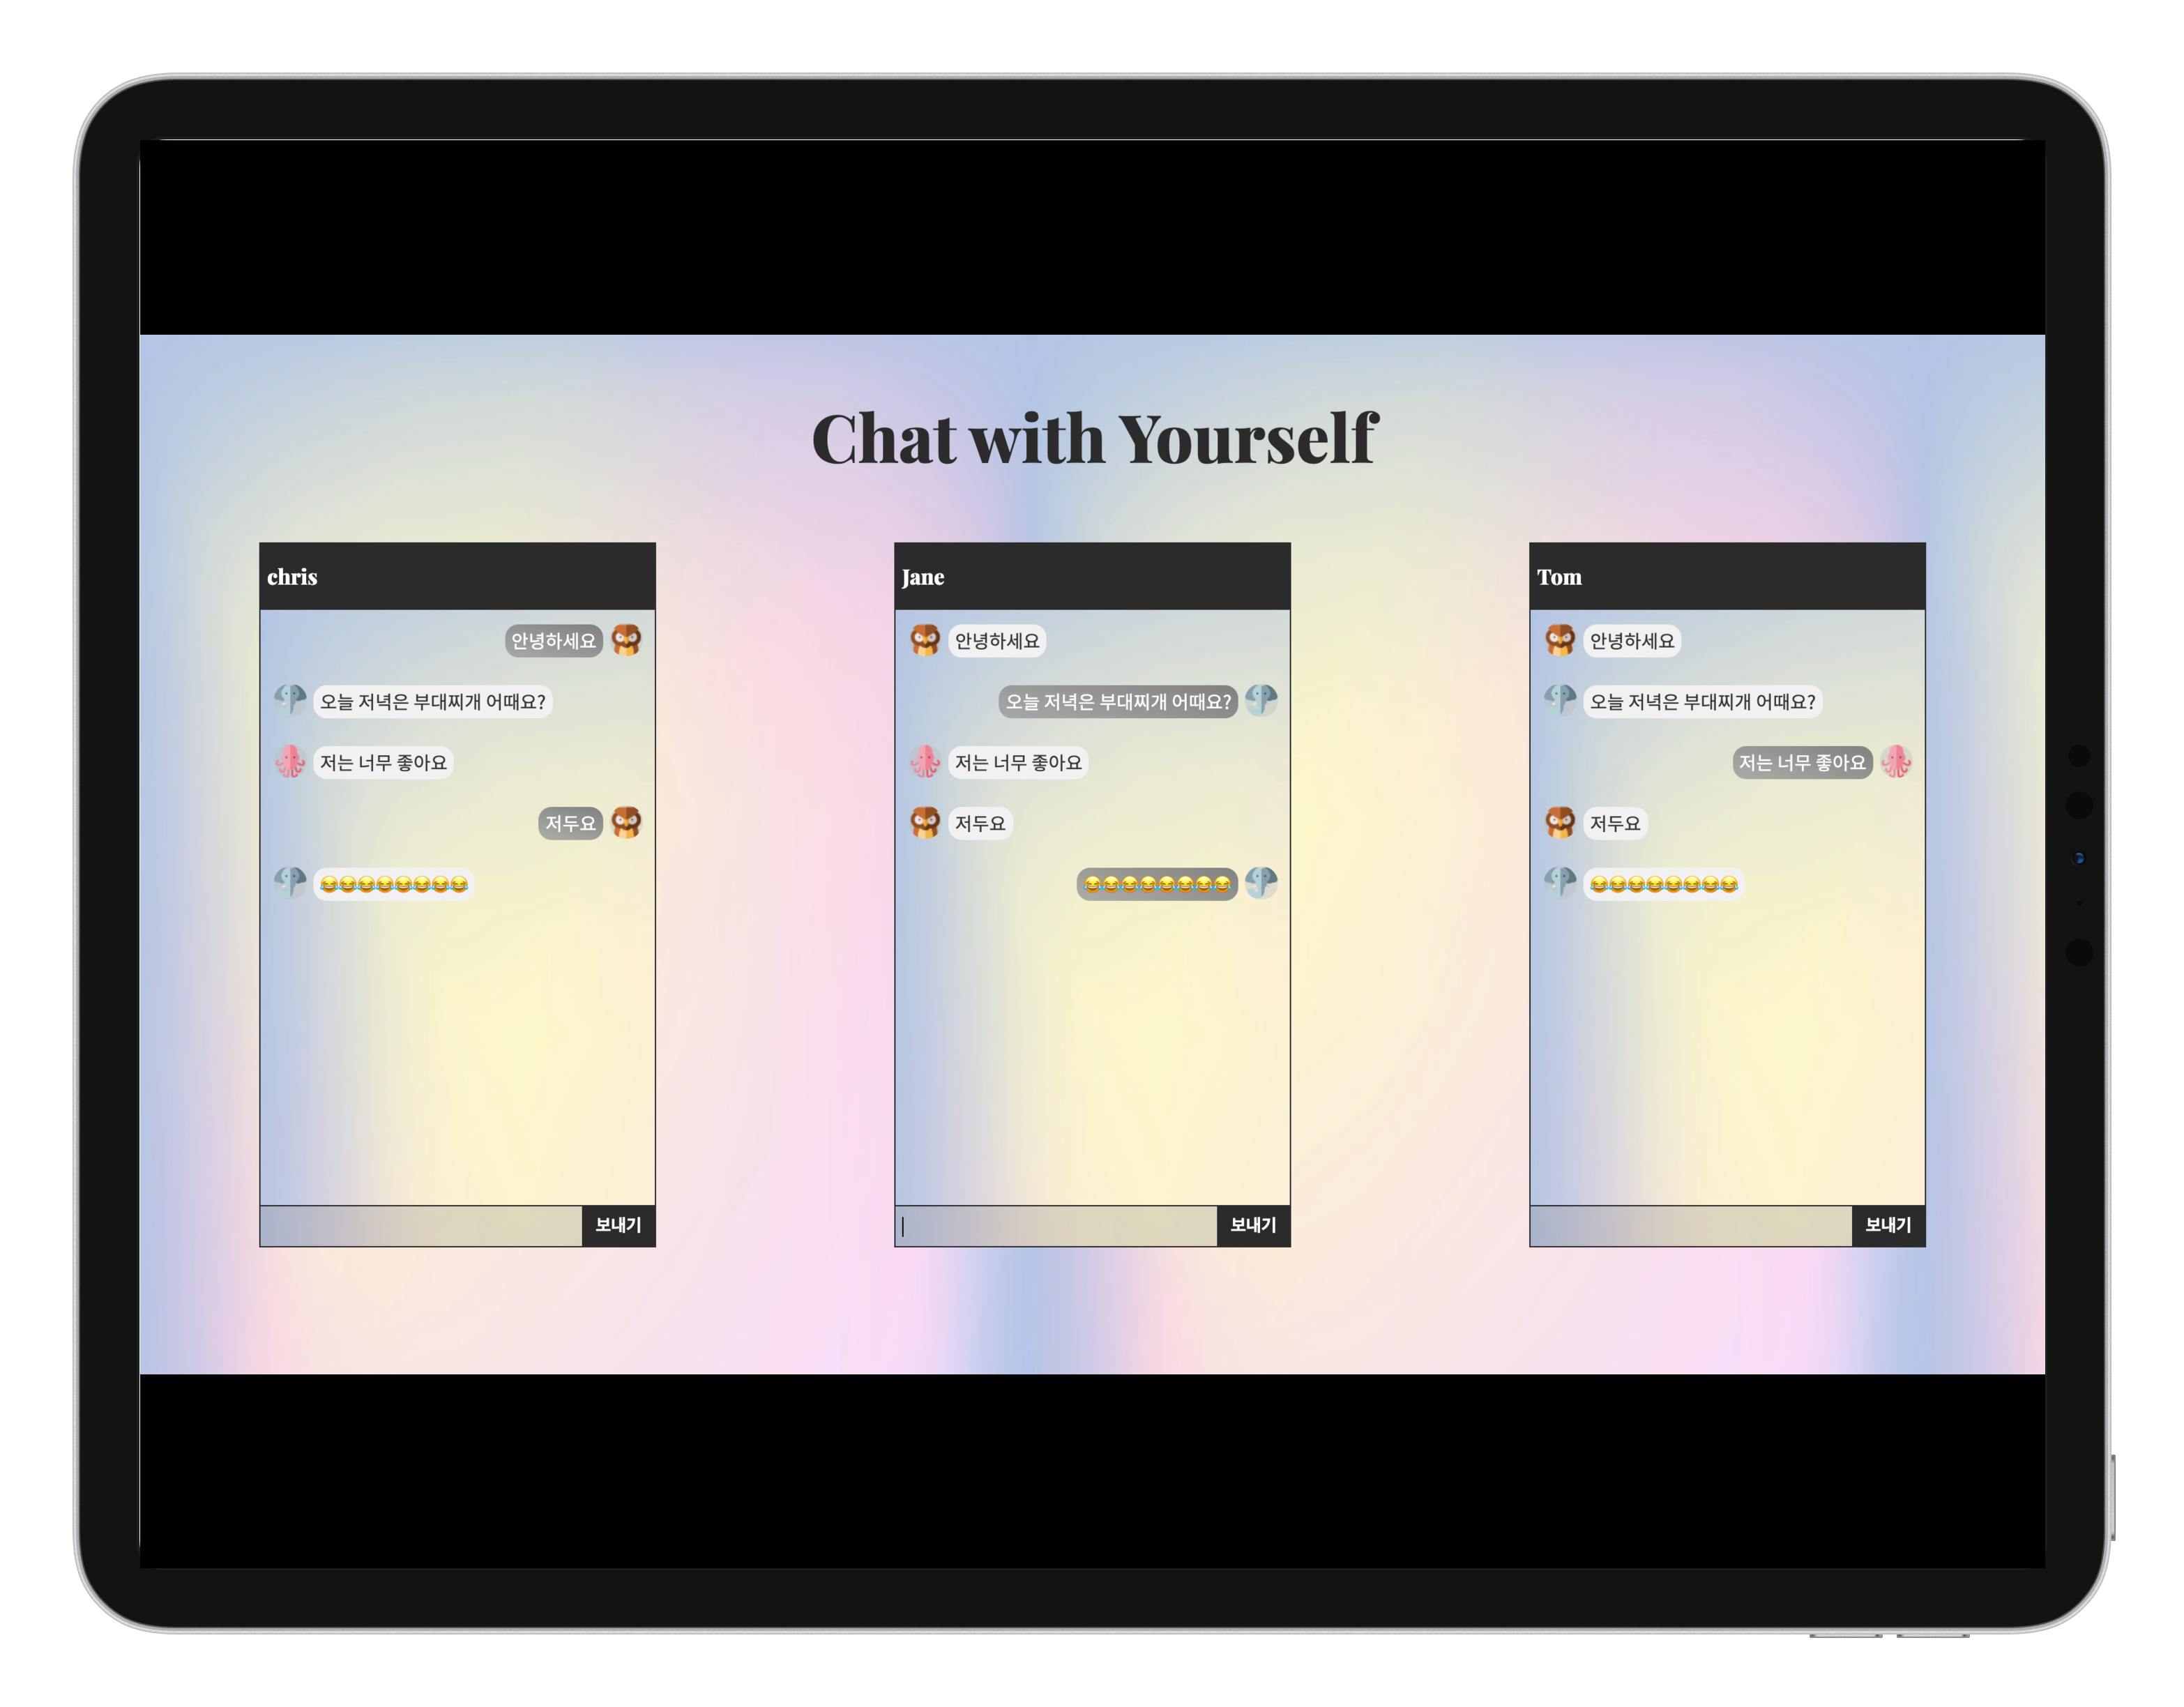 Chat with Yourself
chris
안녕하세요
오늘 저녁은 부대찌개 어때요?
저는 너무 좋아요
저두요
😂😂😂😂😂😂😂😂
보내기
Jane
안녕하세요
오늘 저녁은 부대찌개 어때요?
저는 너무 좋아요
저두요
😂😂😂😂😂😂😂😂
보내기
Tom
안녕하세요
오늘 저녁은 부대찌개 어때요?
저는 너무 좋아요
저두요
😂😂😂😂😂😂😂😂
보내기